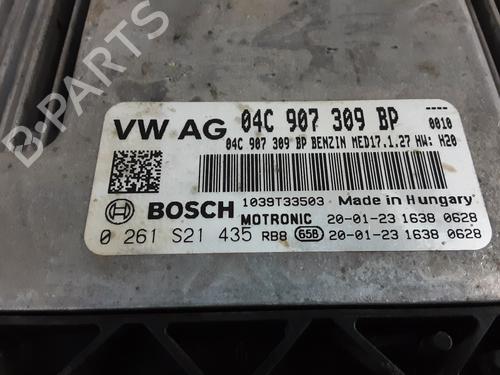 B-PARTS
VW AG 04C 907 309 BP ----
04C 907 309 BP BENZIN MED17.1.27 HW: H20 0010
1039T33503 Made in Hungary
BOSCH MOTRONIC 20-01-23 1638 0628
0 261 S21 435 RB8 65B 20-01-23 1638 0628